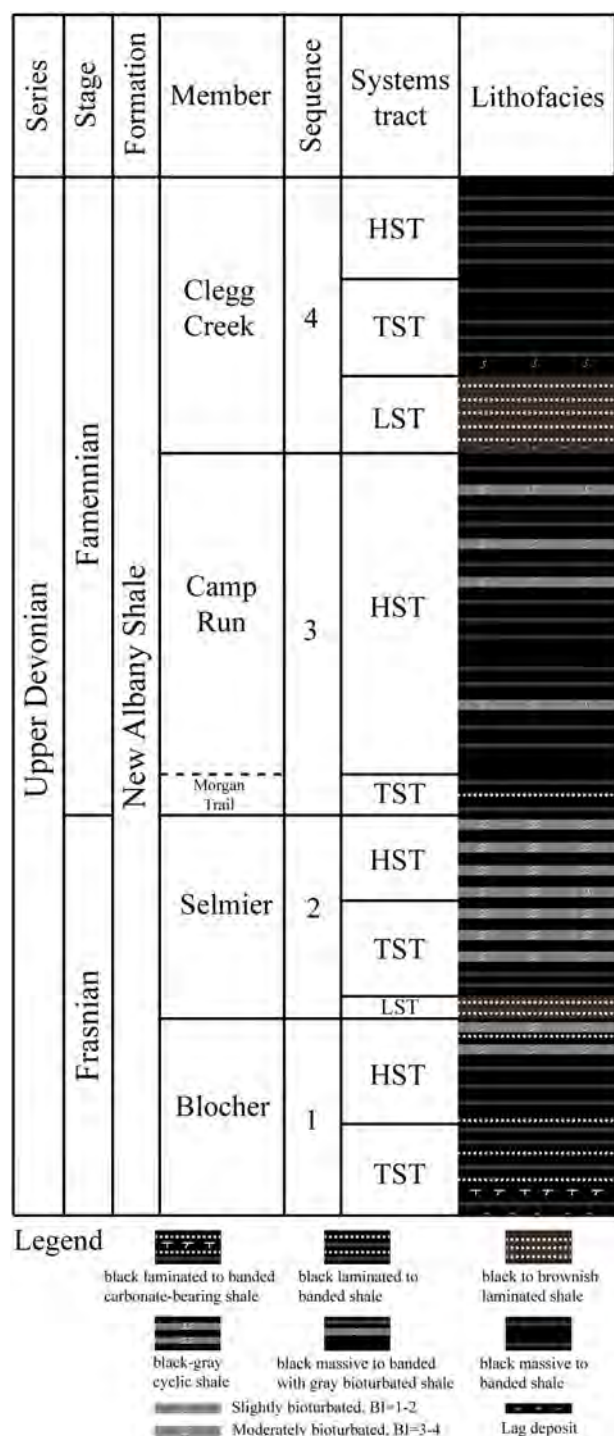 Series
Stage
Formation
Member
Sequence
Systems
tract
Lithofacies
Upper Devonian
Famennian
Frasnian
New Albany Shale
Clegg
Creek
4
HST
TST
LST
Camp
Run
3
HST
Morgan
Trail
TST
Selmier
2
HST
TST
LST
Blocher
1
HST
TST
Legend
black laminated to banded
carbonate-bearing shale
black laminated to
banded shale
black to brownish
laminated shale
black-gray
cyclic shale
black massive to banded
with gray bioturbated shale
black massive to
banded shale
Slightly bioturbated, BI=1-2
Moderately bioturbated, BI=3-4
Lag deposit